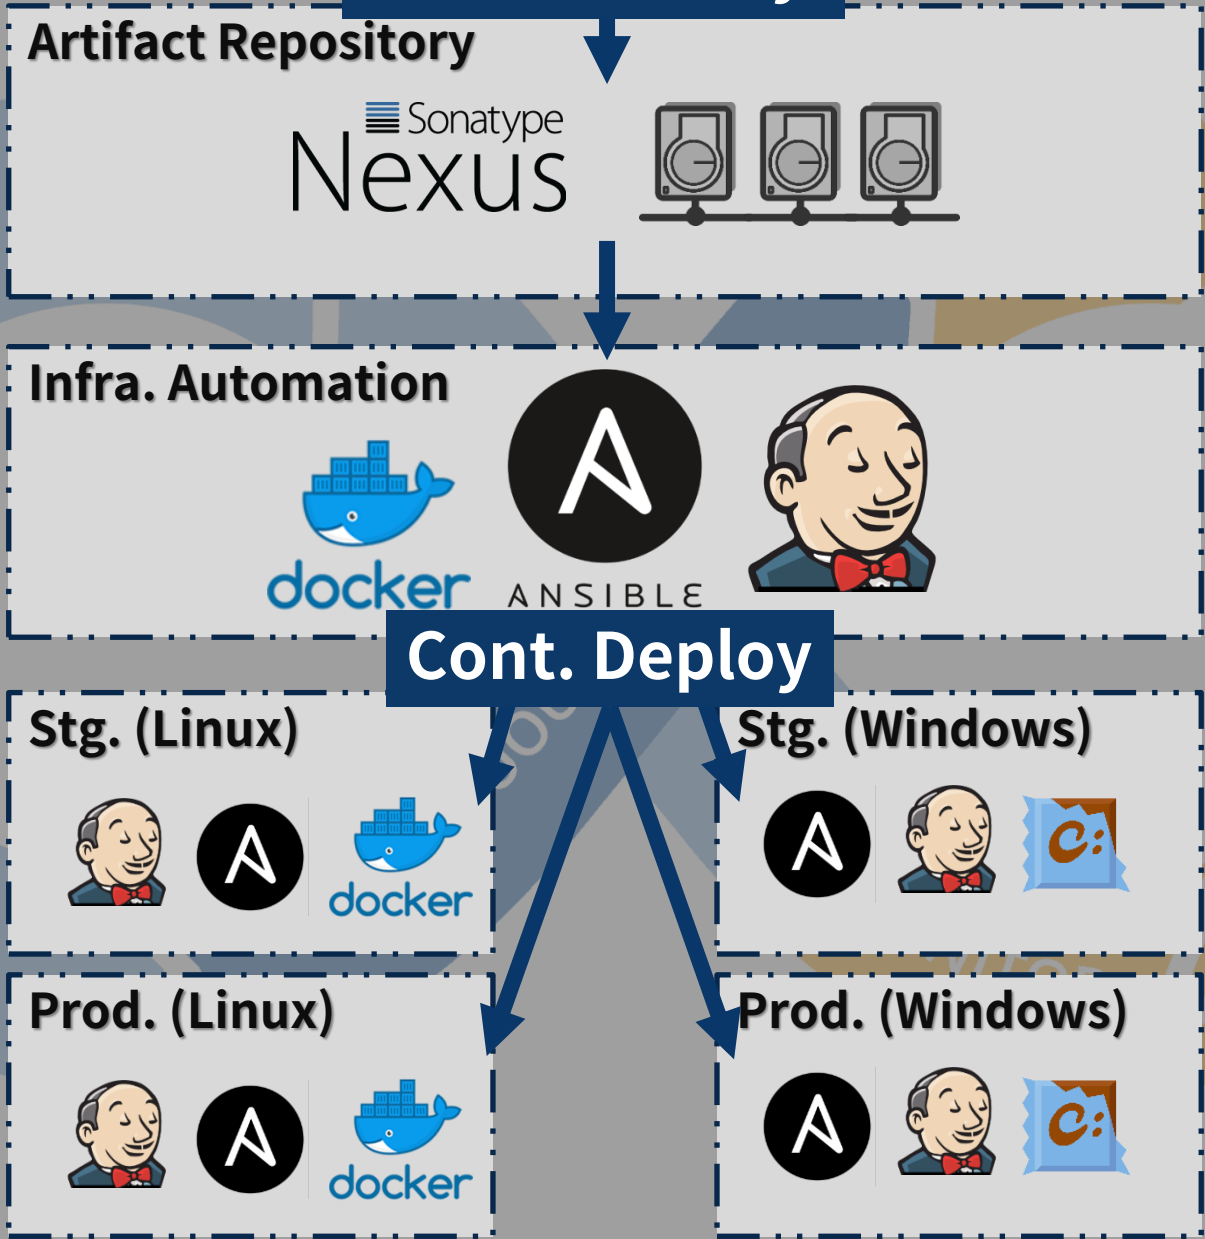 Artifact Repository
Sonatype
Nexus
Infra. Automation
docker
ANSIBLE
Cont. Deploy
Stg. (Linux)
Stg. (Windows)
docker
C:
Prod. (Linux)
Prod. (Windows)
docker
C: